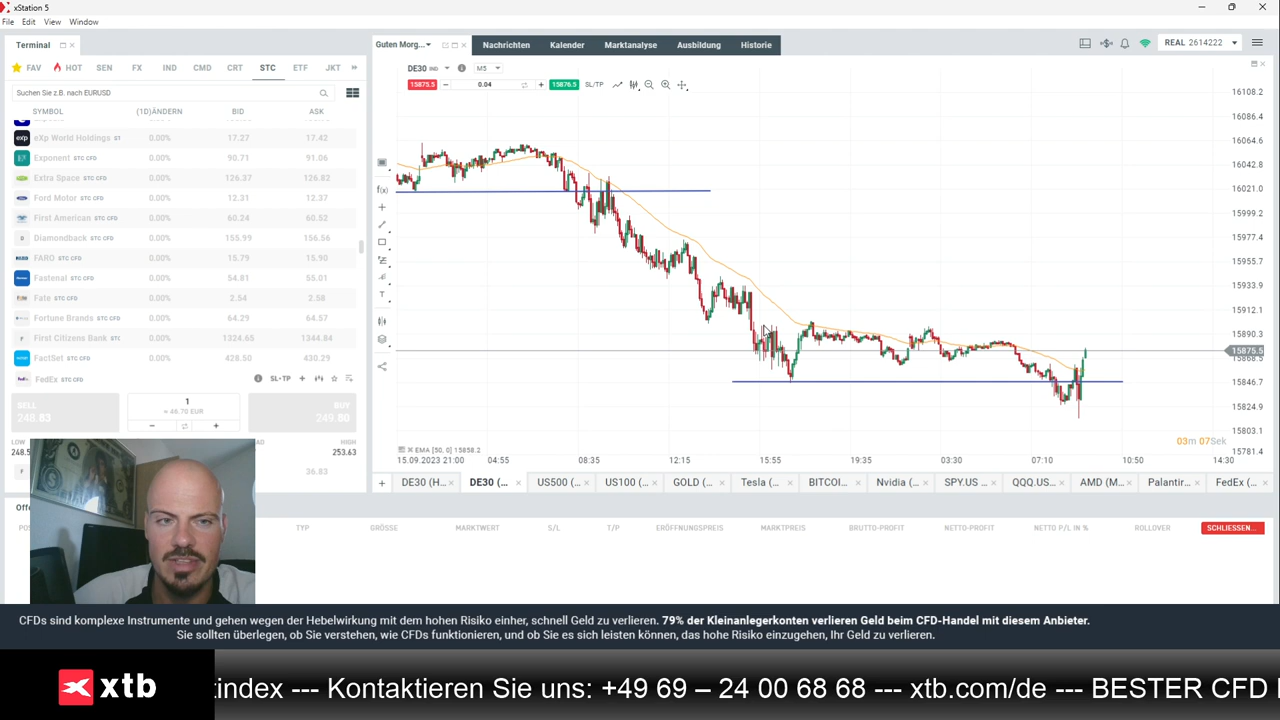 xStation 5
File Edit View Window
Terminal
Guten Morg...
Nachrichten
Kalender
Marktanalyse
Ausbildung
Historie
REAL 2614222
FAV HOT SEN FX IND CMD CRT STC ETF JKT
DE30 IND M5
15875.5 0.04 15876.5 SL/TP
Suchen Sie z.B. nach EURUSD
SYMBOL (1D)ÄNDERN BID ASK
exp eXp World Holdings ST 0.00% 17.27 17.42
Exponent STC CFD 0.00% 90.71 91.06
Extra Space STC CFD 0.00% 126.37 126.82
Ford Motor STC CFD 0.00% 12.31 12.37
First American STC CFD 0.00% 60.24 60.52
Diamondback STC CFD 0.00% 155.99 156.56
FARO STC CFD 0.00% 15.79 15.90
Fastenal STC CFD 0.00% 54.81 55.01
Fate STC CFD 0.00% 2.54 2.58
Fortune Brands STC CFD 0.00% 64.29 64.57
First Citizens Bank STC 0.00% 1324.65 1344.84
FactSet STC CFD 0.00% 428.50 430.29
FedEx STC CFD SL-TP
SELL
248.83
1
≈ 46.70 EUR
BUY
249.80
LOW
248.5
HIGH
253.63
36.83
16108.2
16086.4
16064.6
16042.8
16021.0
15999.2
15977.4
15955.7
15933.9
15912.1
15890.3
15875.5
15868.5
15846.7
15824.9
15803.1
15781.4
03m 07Sek
EMA [50, 0] 15858.2
15.09.2023 21:00 04:55 08:35 12:15 15:55 19:35 03:30 07:10 10:50 14:30
DE30 (H... DE30 (... US500 (... US100 (... GOLD (... Tesla (... BITCOI... Nvidia (... SPY.US ... QQQ.US... AMD (M... Palantir... FedEx (...
TYP GRÖSSE MARKTWERT S/L T/P ERÖFFNUNGSPREIS MARKTPREIS BRUTTO-PROFIT NETTO-PROFIT NETTO P/L IN % ROLLOVER SCHLIESSEN...
CFDs sind komplexe Instrumente und gehen wegen der Hebelwirkung mit dem hohen Risiko einher, schnell Geld zu verlieren. 79% der Kleinanlegerkonten verlieren Geld beim CFD-Handel mit diesem Anbieter.
Sie sollten überlegen, ob Sie verstehen, wie CFDs funktionieren, und ob Sie es sich leisten können, das hohe Risiko einzugehen, Ihr Geld zu verlieren.
xtb
tindex --- Kontaktieren Sie uns: +49 69 – 24 00 68 68 --- xtb.com/de --- BESTER CFD